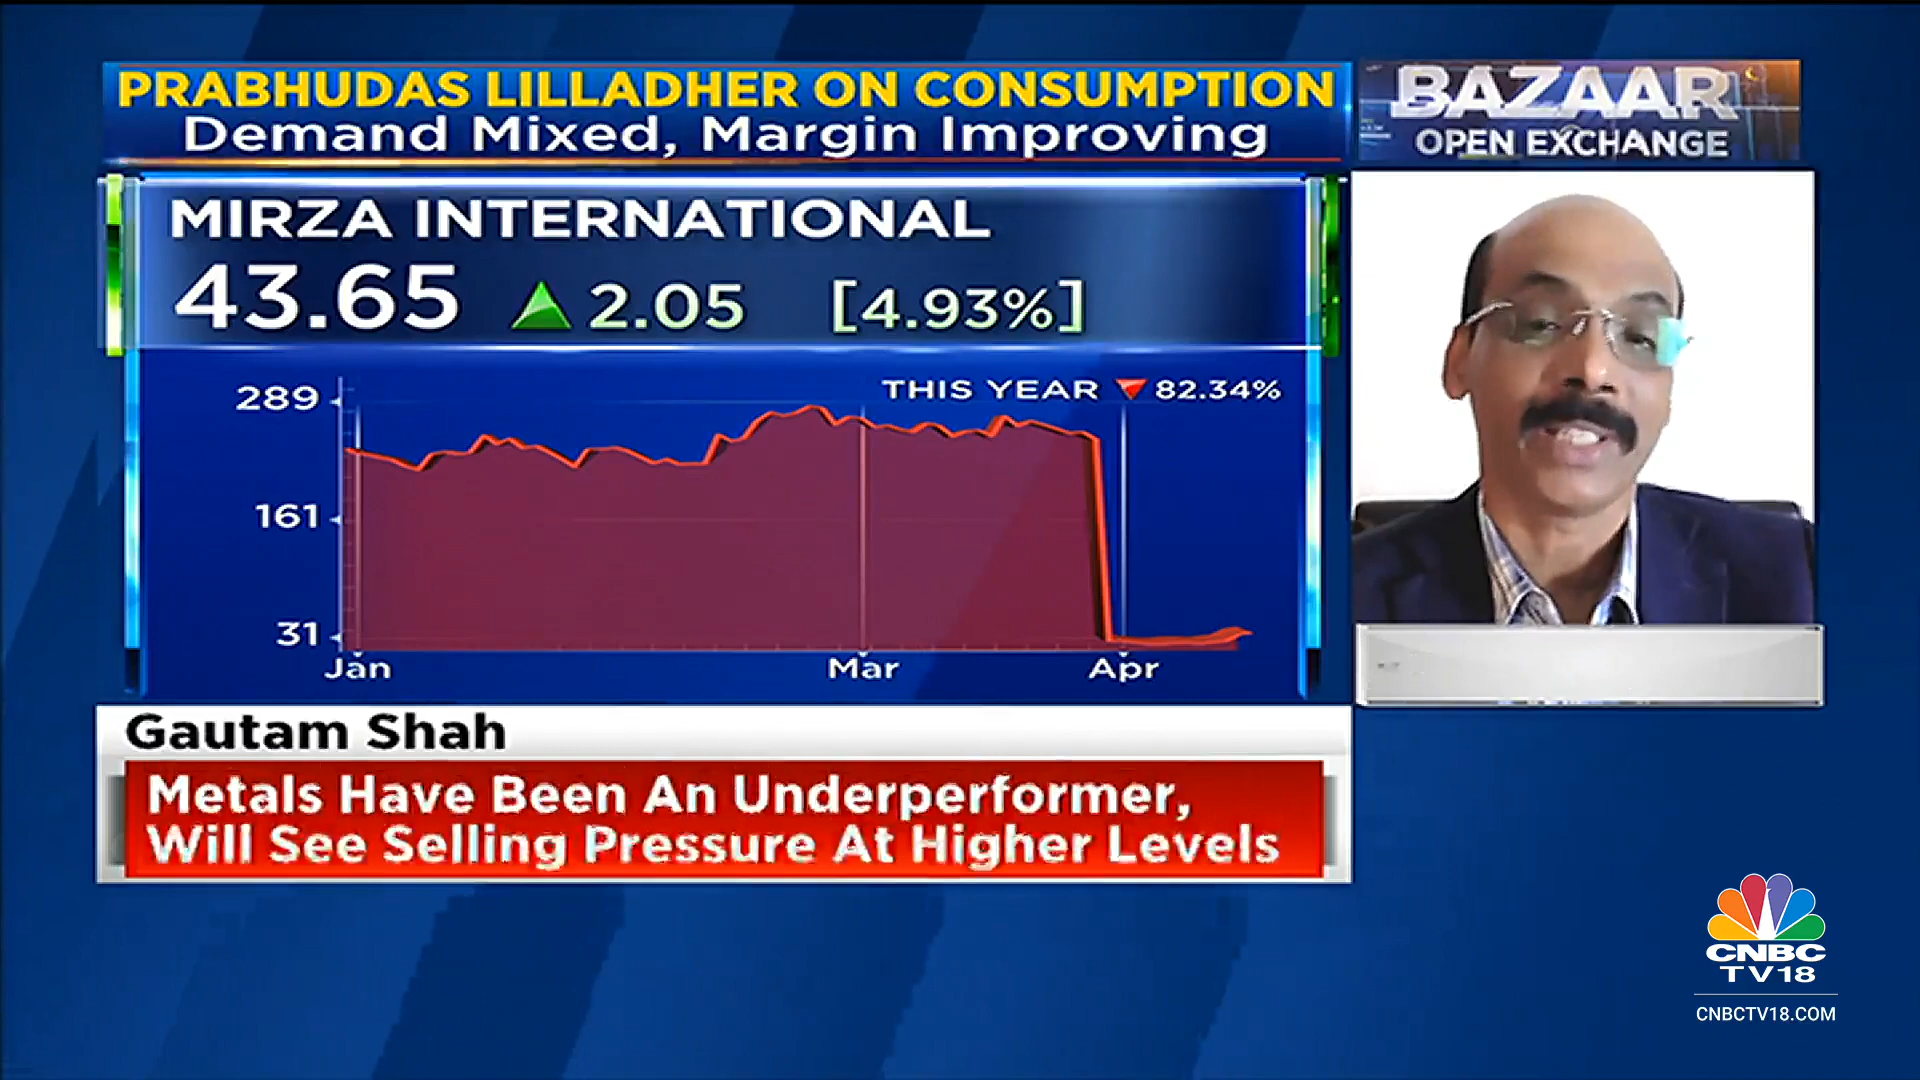 PRABHUDAS LILLADHER ON CONSUMPTION
Demand Mixed, Margin Improving
BAZAAR
OPEN EXCHANGE
MIRZA INTERNATIONAL
43.65 ▲ 2.05 [4.93%]
THIS YEAR ▼ 82.34%
289
161
31
Jan Mar Apr
Gautam Shah
Metals Have Been An Underperformer,
Will See Selling Pressure At Higher Levels
CNBC
TV18
CNBCTV18.COM